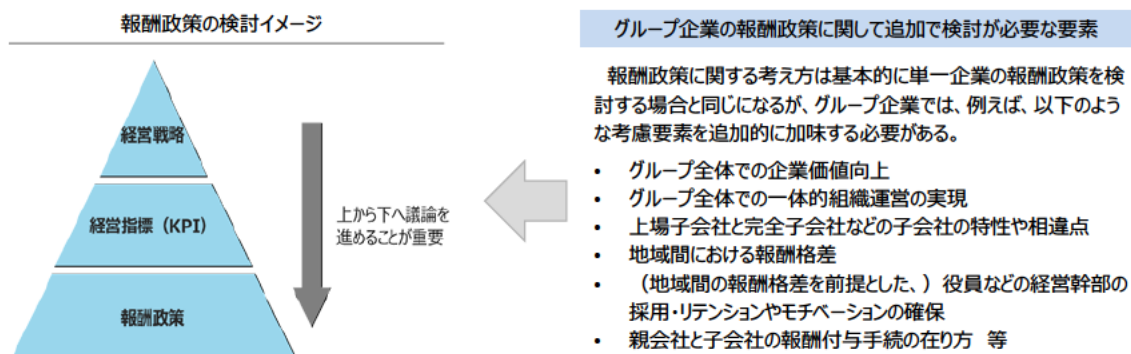 報酬政策の検討イメージ
経営戦略
経営指標（KPI）
報酬政策
上から下へ議論を
進めることが重要
グループ企業の報酬政策に関して追加で検討が必要な要素
報酬政策に関する考え方は基本的に単一企業の報酬政策を検
討する場合と同じになるが、グループ企業では、例えば、以下のよう
な考慮要素を追加的に加味する必要がある。
• グループ全体での企業価値向上
• グループ全体での一体的組織運営の実現
• 上場子会社と完全子会社などの子会社の特性や相違点
• 地域間における報酬格差
• （地域間の報酬格差を前提とした、）役員などの経営幹部の
採用・リテンションやモチベーションの確保
• 親会社と子会社の報酬付与手続の在り方 等